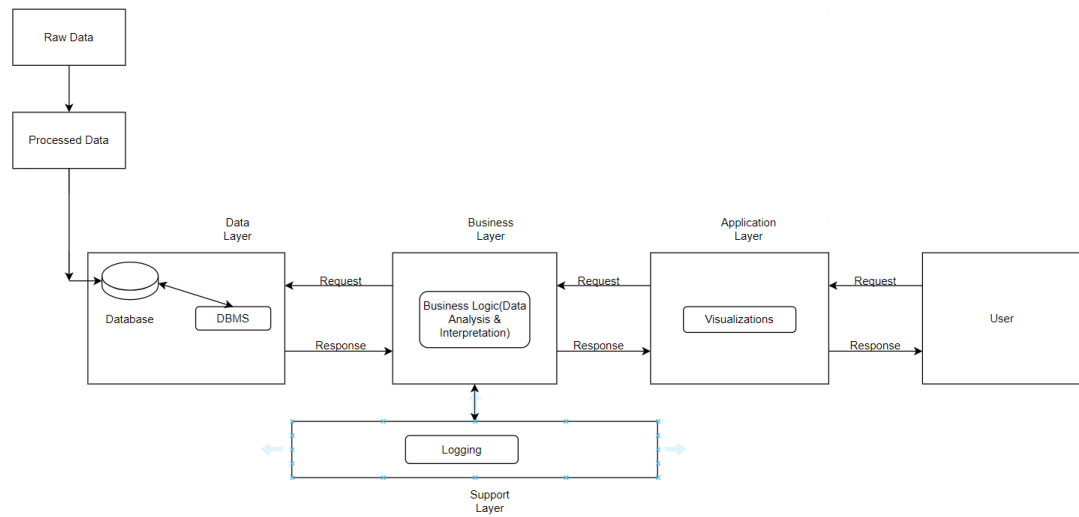 Raw Data
Processed Data
Data
Layer
Business
Layer
Application
Layer
Request
Request
Request
Database
DBMS
Business Logic(Data
Analysis &
Interpretation)
Visualizations
User
Response
Response
Response
Logging
Support
Layer